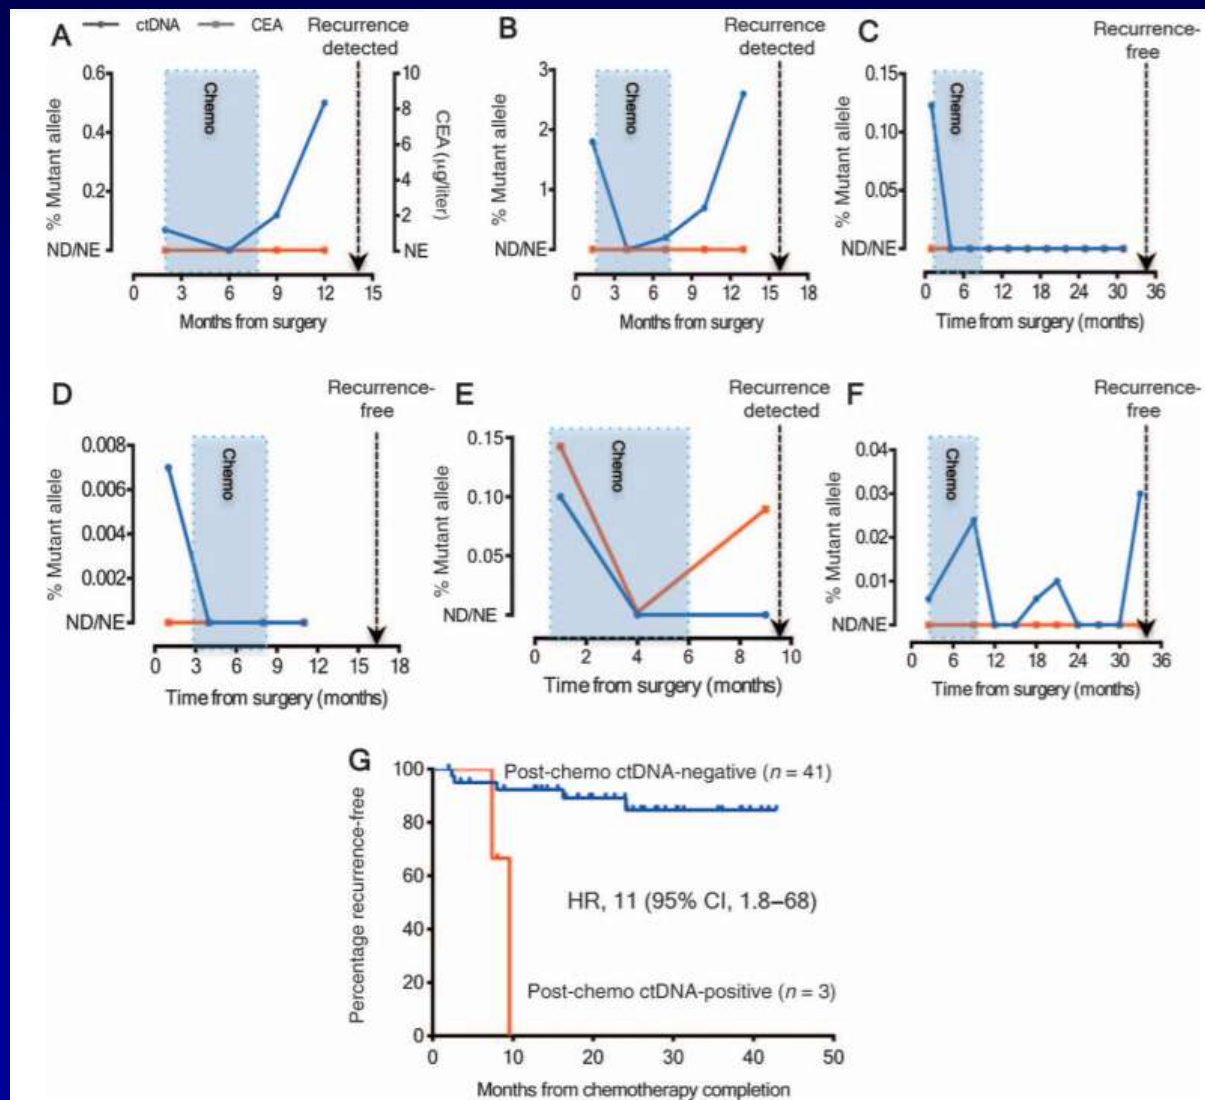 A
ctDNA
CEA
Recurrence
detected
0.6
0.4
0.2
ND/NE
% Mutant allele
Chemo
10
8
6
4
2
NE
CEA (µg/liter)
0 3 6 9 12 15
Months from surgery
B
Recurrence
detected
3
2
1
ND/NE
% Mutant allele
Chemo
0 3 6 9 12 15 18
Months from surgery
C
Recurrence-
free
0.15
0.10
0.05
ND/NE
% Mutant allele
Chemo
0 6 12 18 24 30 36
Time from surgery (months)
D
Recurrence-
free
0.008
0.006
0.004
0.002
ND/NE
% Mutant allele
Chemo
0 3 6 9 12 15 18
Time from surgery (months)
E
Recurrence
detected
0.15
0.10
0.05
ND/NE
% Mutant allele
Chemo
0 2 4 6 8 10
Time from surgery (months)
F
Recurrence-
free
0.04
0.03
0.02
0.01
ND/NE
% Mutant allele
Chemo
0 6 12 18 24 30 36
Time from surgery (months)
G
100
80
60
40
20
0
Percentage recurrence-free
Post-chemo ctDNA-negative (n = 41)
HR, 11 (95% CI, 1.8–68)
Post-chemo ctDNA-positive (n = 3)
0 10 20 30 40 50
Months from chemotherapy completion